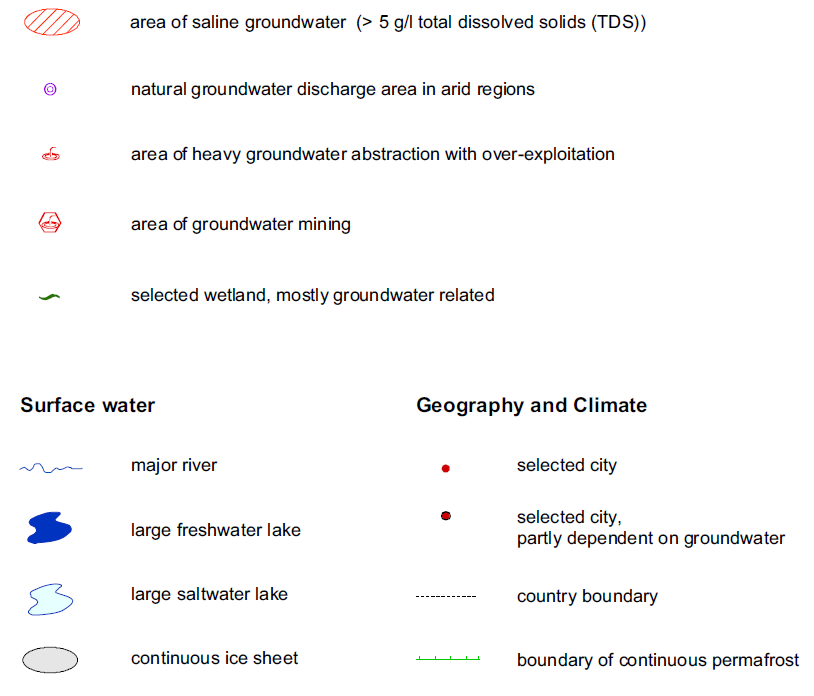 area of saline groundwater (> 5 g/l total dissolved solids (TDS))
natural groundwater discharge area in arid regions
area of heavy groundwater abstraction with over-exploitation
area of groundwater mining
selected wetland, mostly groundwater related
Surface water
major river
large freshwater lake
large saltwater lake
continuous ice sheet
Geography and Climate
selected city
selected city,
partly dependent on groundwater
country boundary
boundary of continuous permafrost